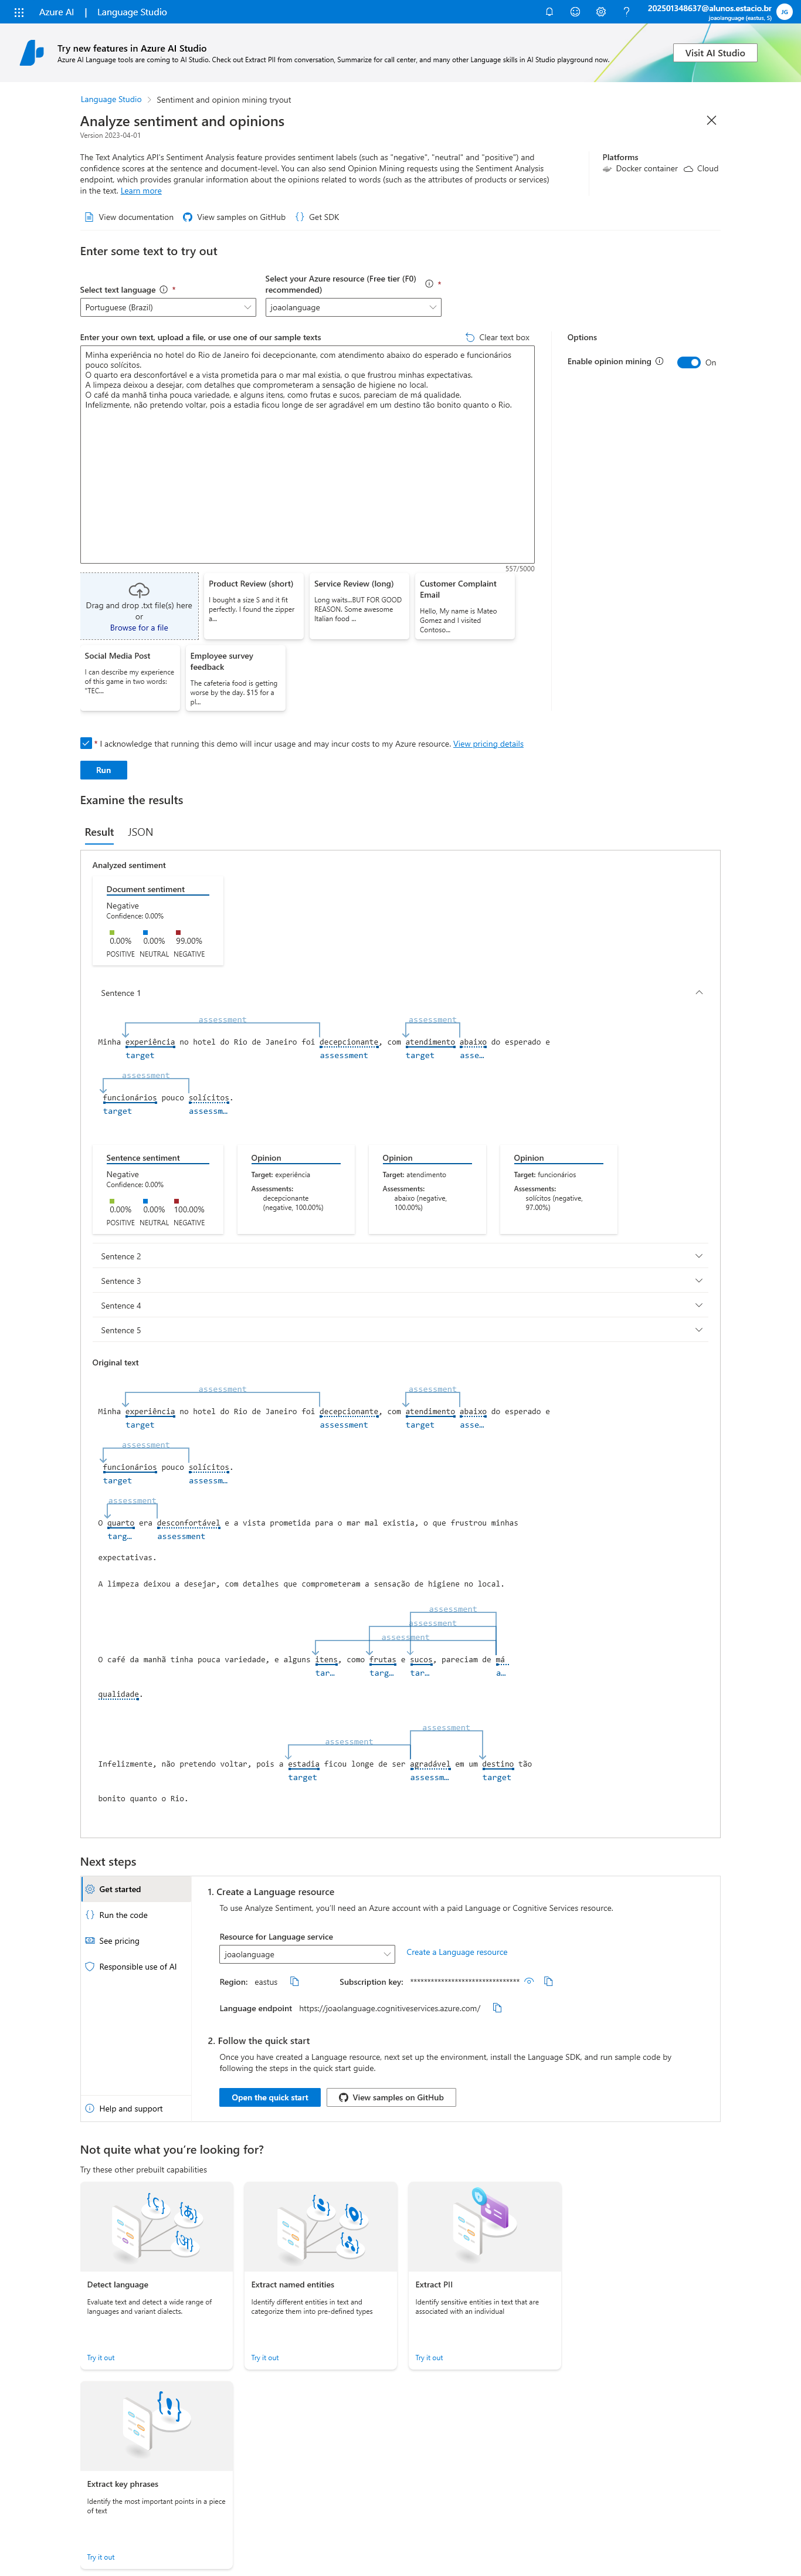 Azure AI | Language Studio
202501348637@alunos.estacio.br
joaolanguage (eastus, S)
JG
Try new features in Azure AI Studio
Azure AI Language tools are coming to AI Studio. Check out Extract PII from conversation, Summarize for call center, and many other Language skills in AI Studio playground now.
Visit AI Studio
Language Studio > Sentiment and opinion mining tryout
Analyze sentiment and opinions
Version 2023-04-01
The Text Analytics API's Sentiment Analysis feature provides sentiment labels (such as "negative", "neutral" and "positive") and
confidence scores at the sentence and document-level. You can also send Opinion Mining requests using the Sentiment Analysis
endpoint, which provides granular information about the opinions related to words (such as the attributes of products or services)
in the text. Learn more
Platforms
Docker container Cloud
View documentation View samples on GitHub Get SDK
Enter some text to try out
Select text language *
Select your Azure resource (Free tier (F0)
recommended) *
Portuguese (Brazil)
joaolanguage
Enter your own text, upload a file, or use one of our sample texts
Clear text box
Options
Enable opinion mining On
Minha experiência no hotel do Rio de Janeiro foi decepcionante, com atendimento abaixo do esperado e funcionários
pouco solícitos.
O quarto era desconfortável e a vista prometida para o mar mal existia, o que frustrou minhas expectativas.
A limpeza deixou a desejar, com detalhes que comprometeram a sensação de higiene no local.
O café da manhã tinha pouca variedade, e alguns itens, como frutas e sucos, pareciam de má qualidade.
Infelizmente, não pretendo voltar, pois a estadia ficou longe de ser agradável em um destino tão bonito quanto o Rio.
557/5000
Drag and drop .txt file(s) here
or
Browse for a file
Product Review (short)
I bought a size S and it fit
perfectly. I found the zipper
a...
Service Review (long)
Long waits...BUT FOR GOOD
REASON. Some awesome
Italian food ...
Customer Complaint
Email
Hello, My name is Mateo
Gomez and I visited
Contoso...
Social Media Post
I can describe my experience
of this game in two words:
"TEC...
Employee survey
feedback
The cafeteria food is getting
worse by the day. $15 for a
pl...
* I acknowledge that running this demo will incur usage and may incur costs to my Azure resource. View pricing details
Run
Examine the results
Result JSON
Analyzed sentiment
Document sentiment
Negative
Confidence: 0.00%
0.00% 0.00% 99.00%
POSITIVE NEUTRAL NEGATIVE
Sentence 1
assessment assessment
Minha experiência no hotel do Rio de Janeiro foi decepcionante, com atendimento abaixo do esperado e
target assessment target asse...
assessment
funcionários pouco solícitos.
target assessm...
Sentence sentiment
Negative
Confidence: 0.00%
0.00% 0.00% 100.00%
POSITIVE NEUTRAL NEGATIVE
Opinion
Target: experiência
Assessments:
decepcionante
(negative, 100.00%)
Opinion
Target: atendimento
Assessments:
abaixo (negative,
100.00%)
Opinion
Target: funcionários
Assessments:
solícitos (negative,
97.00%)
Sentence 2
Sentence 3
Sentence 4
Sentence 5
Original text
assessment assessment
Minha experiência no hotel do Rio de Janeiro foi decepcionante, com atendimento abaixo do esperado e
target assessment target asse...
assessment
funcionários pouco solícitos.
target assessm...
assessment
O quarto era desconfortável e a vista prometida para o mar mal existia, o que frustrou minhas
targ... assessment
expectativas.
A limpeza deixou a desejar, com detalhes que comprometeram a sensação de higiene no local.
assessment
assessment
assessment
O café da manhã tinha pouca variedade, e alguns itens, como frutas e sucos, pareciam de má
tar... targ... tar... a...
qualidade.
assessment
assessment
Infelizmente, não pretendo voltar, pois a estadia ficou longe de ser agradável em um destino tão
target assessm... target
bonito quanto o Rio.
Next steps
Get started
Run the code
See pricing
Responsible use of AI
Help and support
1. Create a Language resource
To use Analyze Sentiment, you'll need an Azure account with a paid Language or Cognitive Services resource.
Resource for Language service
joaolanguage
Create a Language resource
Region: eastus
Subscription key: ********************************
Language endpoint https://joaolanguage.cognitiveservices.azure.com/
2. Follow the quick start
Once you have created a Language resource, next set up the environment, install the Language SDK, and run sample code by
following the steps in the quick start guide.
Open the quick start
View samples on GitHub
Not quite what you're looking for?
Try these other prebuilt capabilities
Detect language
Evaluate text and detect a wide range of
languages and variant dialects.
Try it out
Extract named entities
Identify different entities in text and
categorize them into pre-defined types
Try it out
Extract PII
Identify sensitive entities in text that are
associated with an individual
Try it out
Extract key phrases
Identify the most important points in a piece
of text
Try it out